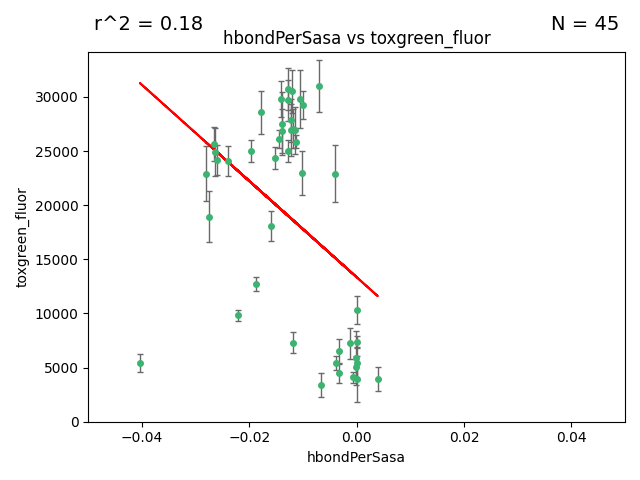 r^2 = 0.18
N = 45
hbondPerSasa vs toxgreen_fluor
30000
25000
20000
15000
10000
5000
0
toxgreen_fluor
−0.04
−0.02
0.00
0.02
0.04
hbondPerSasa